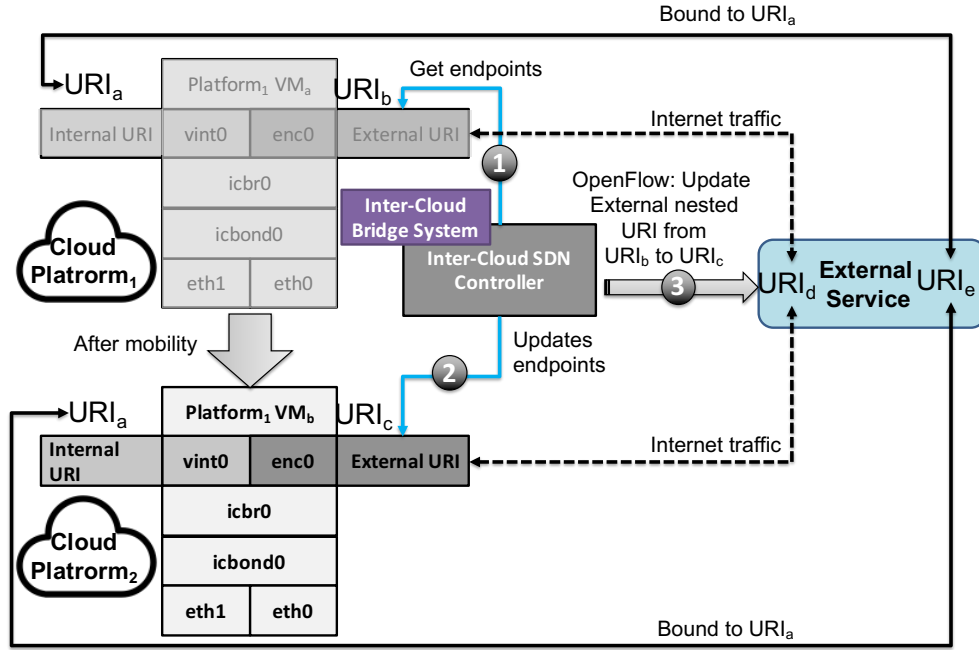 Bound to URIa
URIa
Platform1 VMa
URIb
Get endpoints
Internal URI
vint0
enc0
External URI
Internet traffic
1
icbr0
OpenFlow: Update
External nested
URI from
URIb to URIc
Inter-Cloud
Bridge System
Cloud
Platrorm1
icbond0
Inter-Cloud SDN
Controller
eth1
eth0
3
URId
External
Service
URIe
After mobility
Updates
endpoints
2
URIa
Platform1 VMb
URIc
Internal
URI
vint0
enc0
External URI
Internet traffic
icbr0
Cloud
Platrorm2
icbond0
eth1
eth0
Bound to URIa